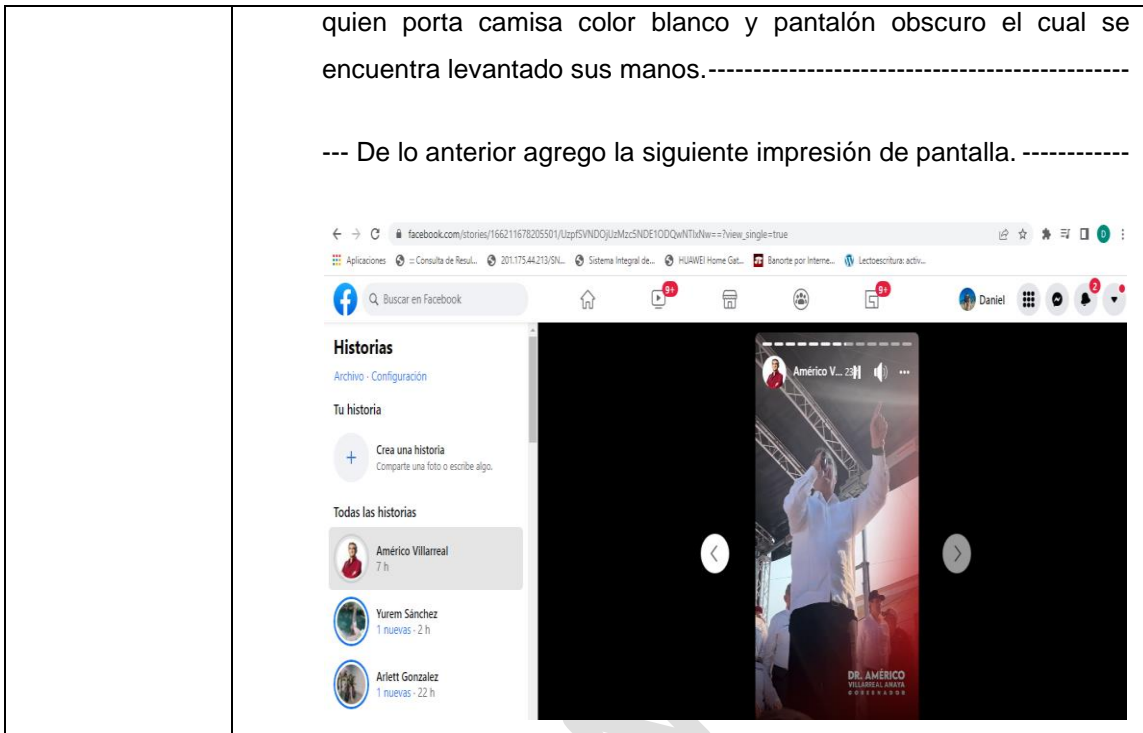 quien porta camisa color blanco y pantalón obscuro el cual se
encuentra levantado sus manos.-----------------------------------------------
--- De lo anterior agrego la siguiente impresión de pantalla. ------------
facebook.com/stories/166211678205501/UzpfSVNDOjUzMzc5NDE1ODQwNTIxNw==?view_single=true
D
Aplicaciones :: Consulta de Resul... 201.175.44.213/SN... Sistema Integral de... HUAWEI Home Gat... Banorte por Interne... Lectoescritura: activ...
Buscar en Facebook
9+
9+
Daniel
2
Historias
Archivo · Configuración
Tu historia
Crea una historia
Comparte una foto o escribe algo.
Todas las historias
Américo Villarreal
7 h
Yurem Sánchez
1 nuevas · 2 h
Arlett Gonzalez
1 nuevas · 22 h
Américo V... 23
DR. AMÉRICO
VILLARREAL ANAYA
GOBERNADOR